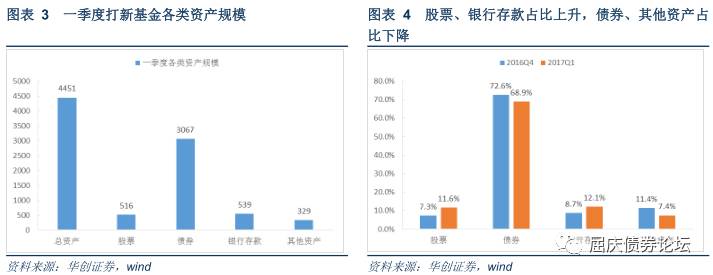 图表 3 一季度打新基金各类资产规模
一季度各类资产规模
5000
4500
4000
3500
3000
2500
2000
1500
1000
500
0
4451
516
3067
539
329
总资产 股票 债券 银行存款 其他资产
资料来源：华创证券，wind
图表 4 股票、银行存款占比上升，债券、其他资产占
比下降
2016Q4 2017Q1
80.0%
70.0%
60.0%
50.0%
40.0%
30.0%
20.0%
10.0%
0.0%
7.3% 11.6%
72.6% 68.9%
8.7% 12.1%
11.4% 7.4%
股票 债券
屈庆债券论坛
资料来源：华创证券，wind